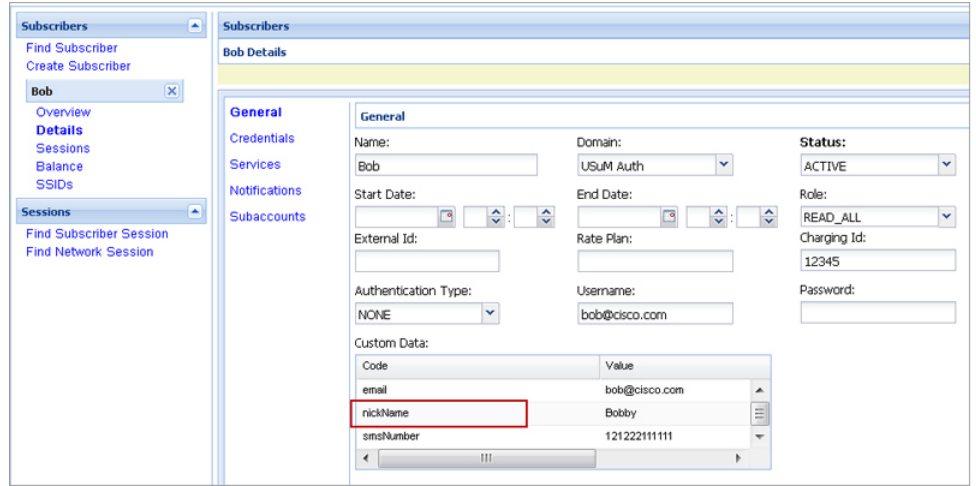 Subscribers
Find Subscriber
Create Subscriber
Bob
Overview
Details
Sessions
Balance
SSIDs
Sessions
Find Subscriber Session
Find Network Session
Subscribers
Bob Details
General
Credentials
Services
Notifications
Subaccounts
General
Name: Domain: Status:
Bob USuM Auth ACTIVE
Start Date: End Date: Role:
: : READ_ALL
External Id: Rate Plan: Charging Id:
12345
Authentication Type: Username: Password:
NONE bob@cisco.com
Custom Data:
Code Value
email bob@cisco.com
nickName Bobby
smsNumber 121222111111